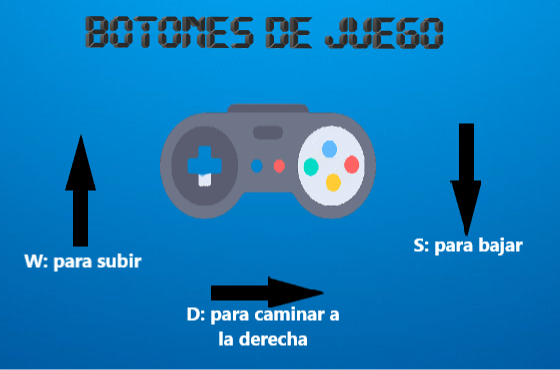 BOTONES DE JUEGO
W: para subir
S: para bajar
D: para caminar a
la derecha